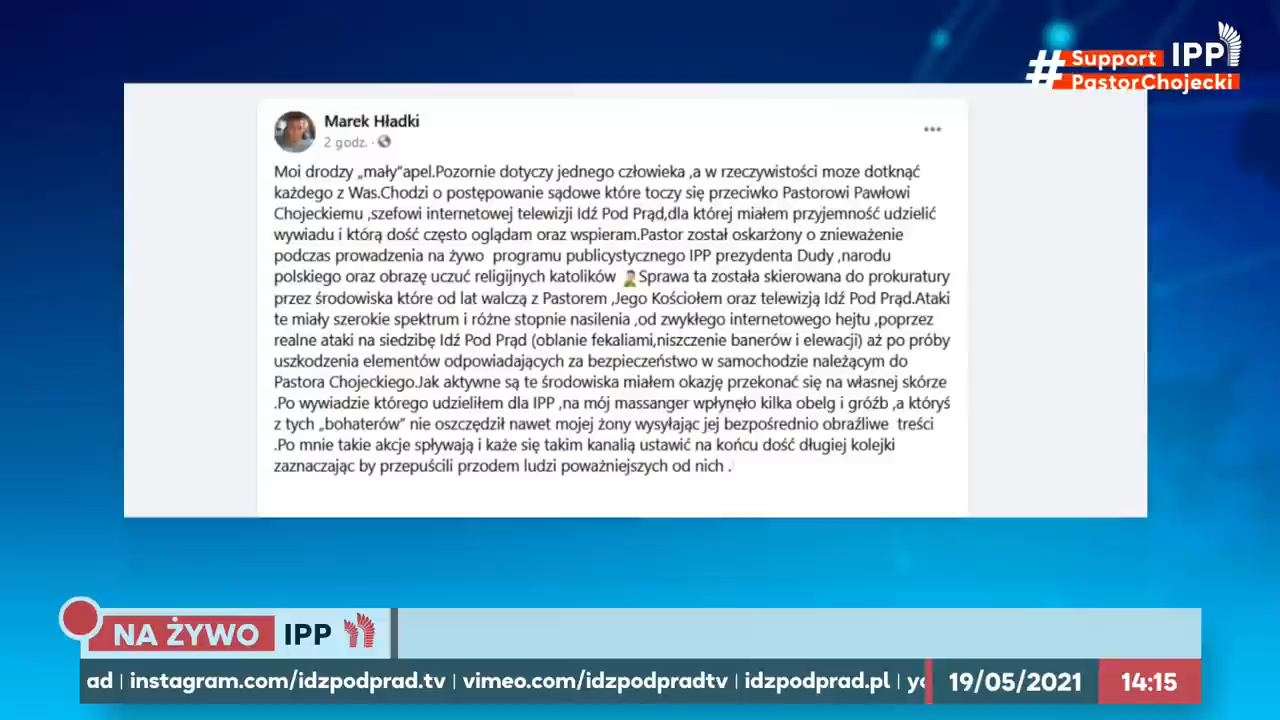 # Support IPP
PastorChojecki
Marek Hładki
2 godz. ·
Moi drodzy „mały“apel.Pozornie dotyczy jednego człowieka ,a w rzeczywistości moze dotknąć
każdego z Was.Chodzi o postępowanie sądowe które toczy się przeciwko Pastorowi Pawłowi
Chojeckiemu ,szefowi internetowej telewizji Idź Pod Prąd,dla której miałem przyjemność udzielić
wywiadu i którą dość często oglądam oraz wspieram.Pastor został oskarżony o znieważenie
podczas prowadzenia na żywo programu publicystycznego IPP prezydenta Dudy ,narodu
polskiego oraz obrazę uczuć religijnych katolików 🤦‍♂️Sprawa ta została skierowana do prokuratury
przez środowiska które od lat walczą z Pastorem ,Jego Kościołem oraz telewizją Idź Pod Prąd.Ataki
te miały szerokie spektrum i różne stopnie nasilenia ,od zwykłego internetowego hejtu ,poprzez
realne ataki na siedzibę Idź Pod Prąd (oblanie fekaliami,niszczenie banerów i elewacji) aż po próby
uszkodzenia elementów odpowiadających za bezpieczeństwo w samochodzie należącym do
Pastora Chojeckiego.Jak aktywne są te środowiska miałem okazję przekonać się na własnej skórze
.Po wywiadzie którego udzieliłem dla IPP ,na mój massanger wpłynęło kilka obelg i gróźb ,a któryś
z tych „bohaterów“ nie oszczędził nawet mojej żony wysyłając jej bezpośrednio obraźliwe treści
.Po mnie takie akcje spływają i każe się takim kanalią ustawić na końcu dość długiej kolejki
zaznaczając by przepuścili przodem ludzi poważniejszych od nich .
NA ŻYWO IPP
ad | instagram.com/idzpodprad.tv | vimeo.com/idzpodpradtv | idzpodprad.pl | 19/05/2021 14:15